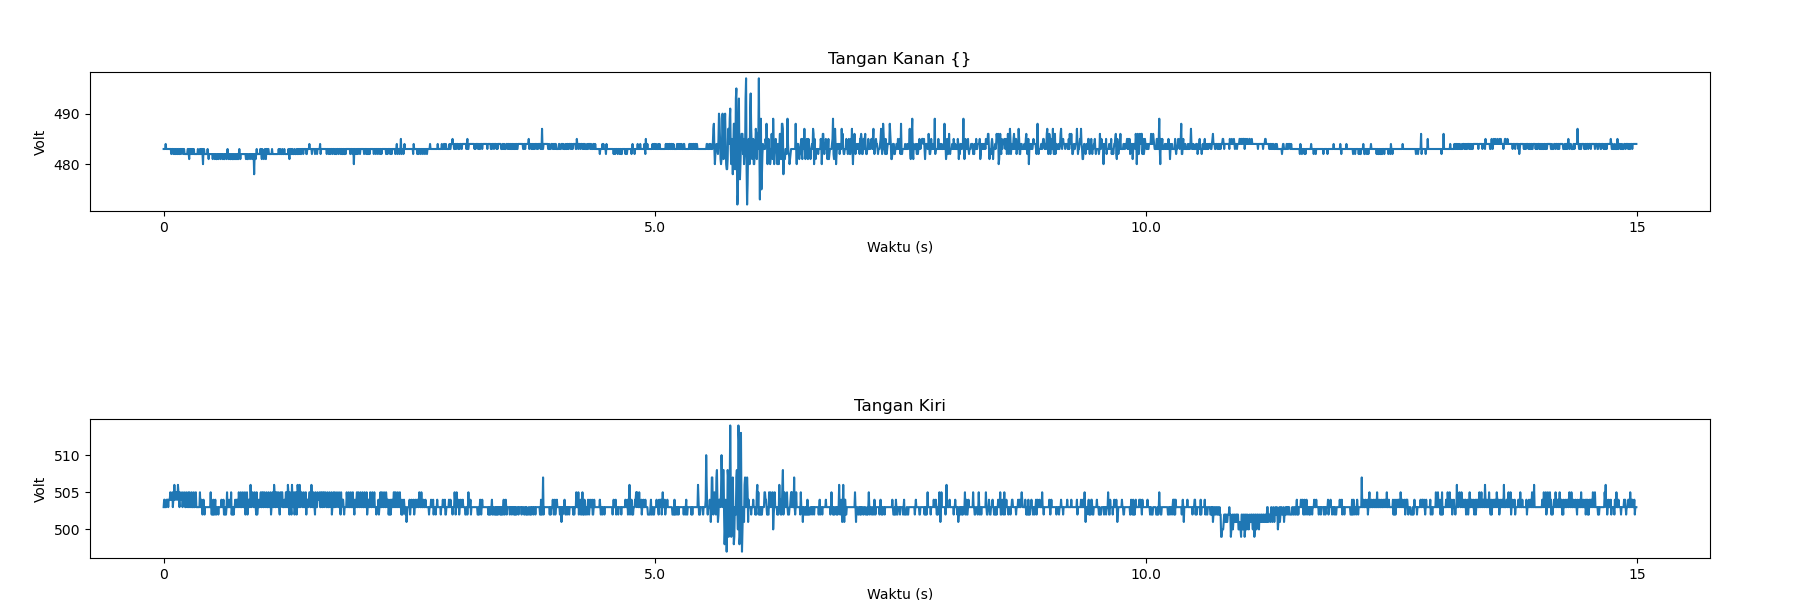 Tangan Kanan {}
490
480
Volt
0 5.0 10.0 15
Waktu (s)
Tangan Kiri
510
505
500
Volt
0 5.0 10.0 15
Waktu (s)